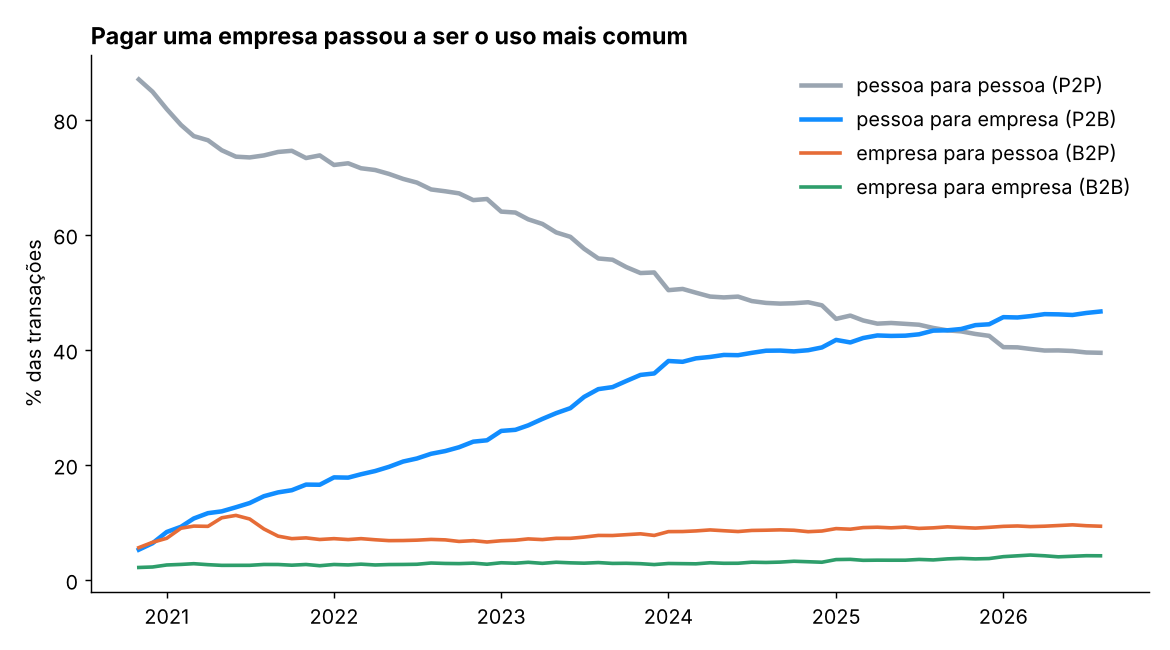 Pagar uma empresa passou a ser o uso mais comum
pessoa para pessoa (P2P)
pessoa para empresa (P2B)
empresa para pessoa (B2P)
empresa para empresa (B2B)
% das transações
80
60
40
20
0
2021
2022
2023
2024
2025
2026